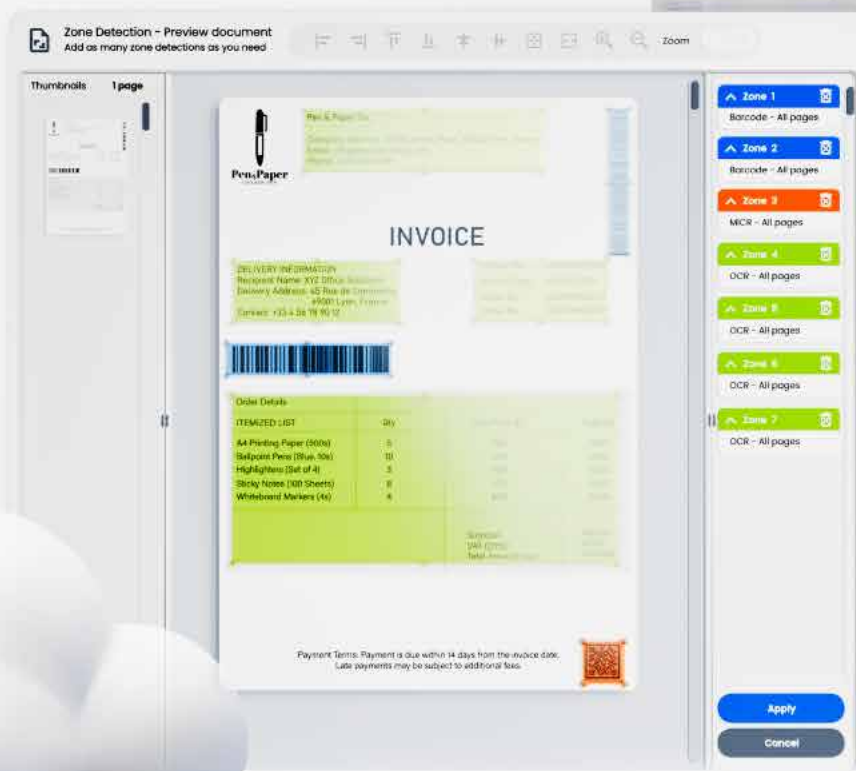 Zone Detection - Preview document
Add as many zone detections as you need
Zoom
Thumbnails 1 page
Pen & Paper
Pen&Paper
INVOICE
DELIVERY INFORMATION
Recipient Name: XYZ Office
Delivery Address: 45 Rue de
69001 Lyon, France
Contact: +33 4 56 78 90 12
Order Details
ITEMIZED LIST Qty
A4 Printing Paper (500s) 5
Ballpoint Pens (Blue, 10s) 10
Highlighters (Set of 4) 3
Sticky Notes (100 Sheets) 8
Whiteboard Markers (4s) 4
Subtotal
VAT (20%)
Total
Payment Terms: Payment is due within 14 days from the invoice date.
Late payments may be subject to additional fees.
Zone 1
Barcode - All pages
Zone 2
Barcode - All pages
Zone 3
MICR - All pages
Zone 4
OCR - All pages
Zone 5
OCR - All pages
Zone 6
OCR - All pages
Zone 7
OCR - All pages
Apply
Cancel